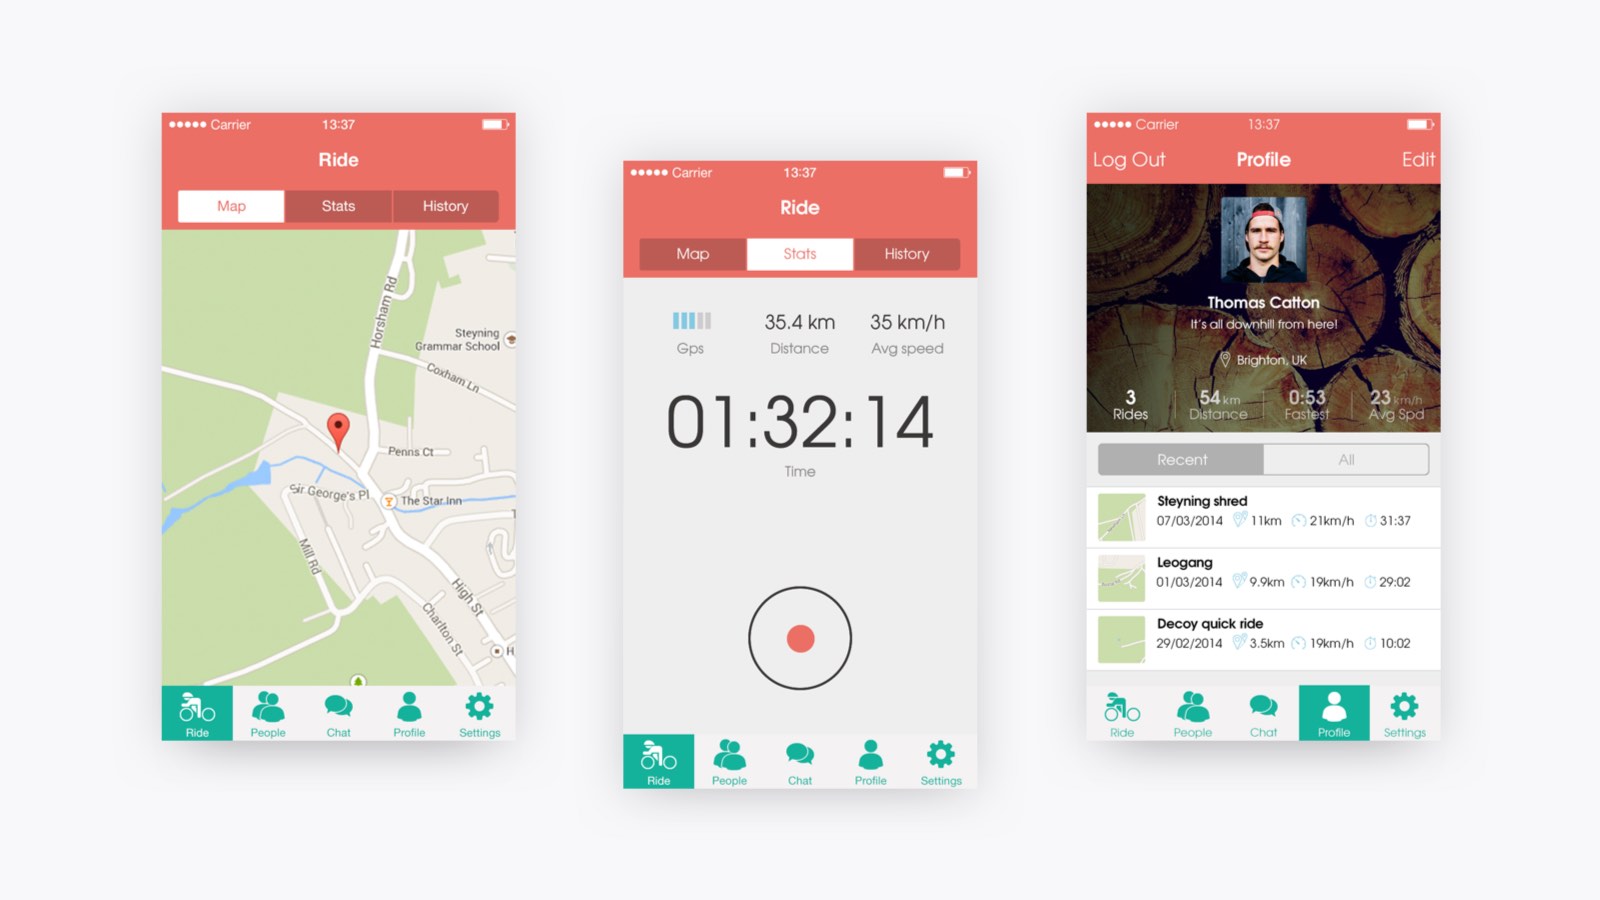 Carrier 13:37
Ride
Map Stats History
Horsham Rd
Steyning
Grammar School
Coxham Ln
Penns Ct
Sir George's Pl
The Star Inn
Mill Rd
High St
Charlton St
H
Ride People Chat Profile Settings
Carrier 13:37
Ride
Map Stats History
35.4 km 35 km/h
Gps Distance Avg speed
01:32:14
Time
Ride People Chat Profile Settings
Carrier 13:37
Log Out Profile Edit
Thomas Catton
It's all downhill from here!
Brighton, UK
3 54 km 0:53 23 km/h
Rides Distance Fastest Avg Spd
Recent All
Steyning shred
07/03/2014 11km 21km/h 31:37
Leogang
01/03/2014 9.9km 19km/h 29:02
Decoy quick ride
29/02/2014 3.5km 19km/h 10:02
Ride People Chat Profile Settings